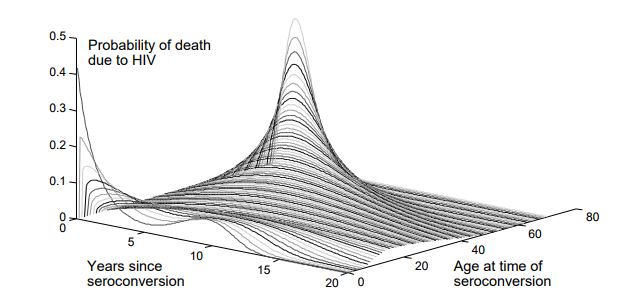 0.5
Probability of death
due to HIV
0.4
0.3
0.2
0.1
0
0
5
10
15
20
0
20
40
60
80
Years since
seroconversion
Age at time of
seroconversion